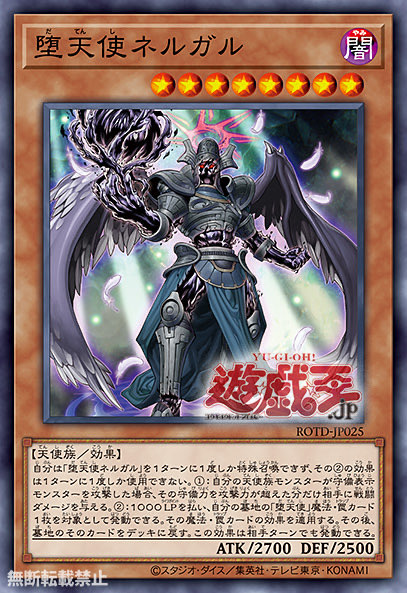 堕天使ネルガル
闇
YU-GI-OH!
遊戯王
.jp
ROTD-JP025
【天使族/効果】
自分は「堕天使ネルガル」を1ターンに1度しか特殊召喚できず、その②の効果
は1ターンに1度しか使用できない。①:自分の天使族モンスターが守備表示
モンスターを攻撃した場合、その守備力を攻撃力が超えた分だけ相手に戦闘
ダメージを与える。②:1000LPを払い、自分の墓地の「堕天使」魔法・罠カード
1枚を対象として発動できる。その魔法・罠カードの効果を適用する。その後、
墓地のそのカードをデッキに戻す。この効果は相手ターンでも発動できる。
ATK/2700 DEF/2500
無断転載禁止
©スタジオ・ダイス/集英社・テレビ東京・KONAMI